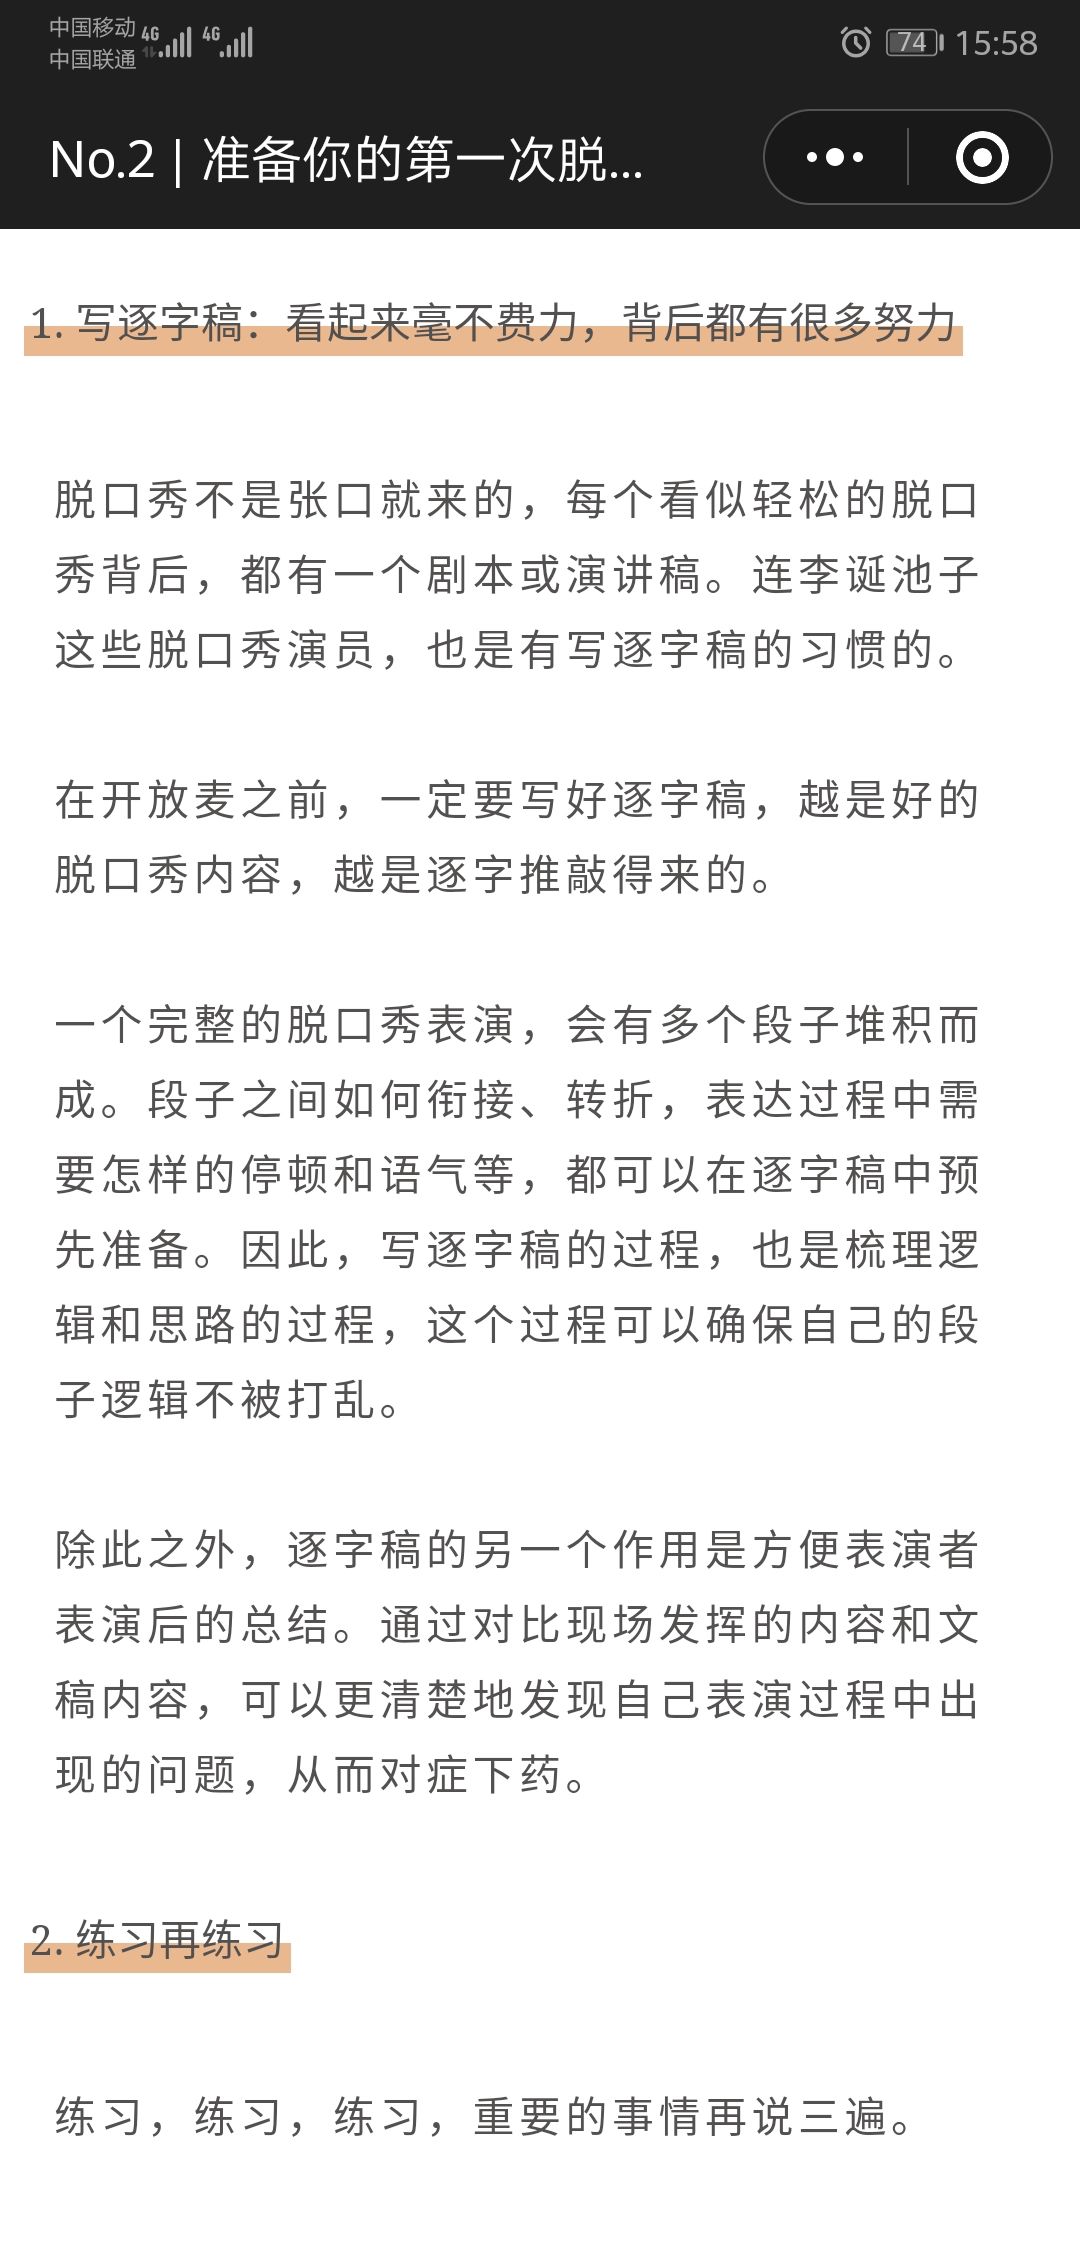 中国移动 4G 4G
中国联通
74 15:58
No.2 | 准备你的第一次脱...
1. 写逐字稿：看起来毫不费力，背后都有很多努力
脱口秀不是张口就来的，每个看似轻松的脱口
秀背后，都有一个剧本或演讲稿。连李诞池子
这些脱口秀演员，也是有写逐字稿的习惯的。
在开放麦之前，一定要写好逐字稿，越是好的
脱口秀内容，越是逐字推敲得来的。
一个完整的脱口秀表演，会有多个段子堆积而
成。段子之间如何衔接、转折，表达过程中需
要怎样的停顿和语气等，都可以在逐字稿中预
先准备。因此，写逐字稿的过程，也是梳理逻
辑和思路的过程，这个过程可以确保自己的段
子逻辑不被打乱。
除此之外，逐字稿的另一个作用是方便表演者
表演后的总结。通过对比现场发挥的内容和文
稿内容，可以更清楚地发现自己表演过程中出
现的问题，从而对症下药。
2. 练习再练习
练习，练习，练习，重要的事情再说三遍。